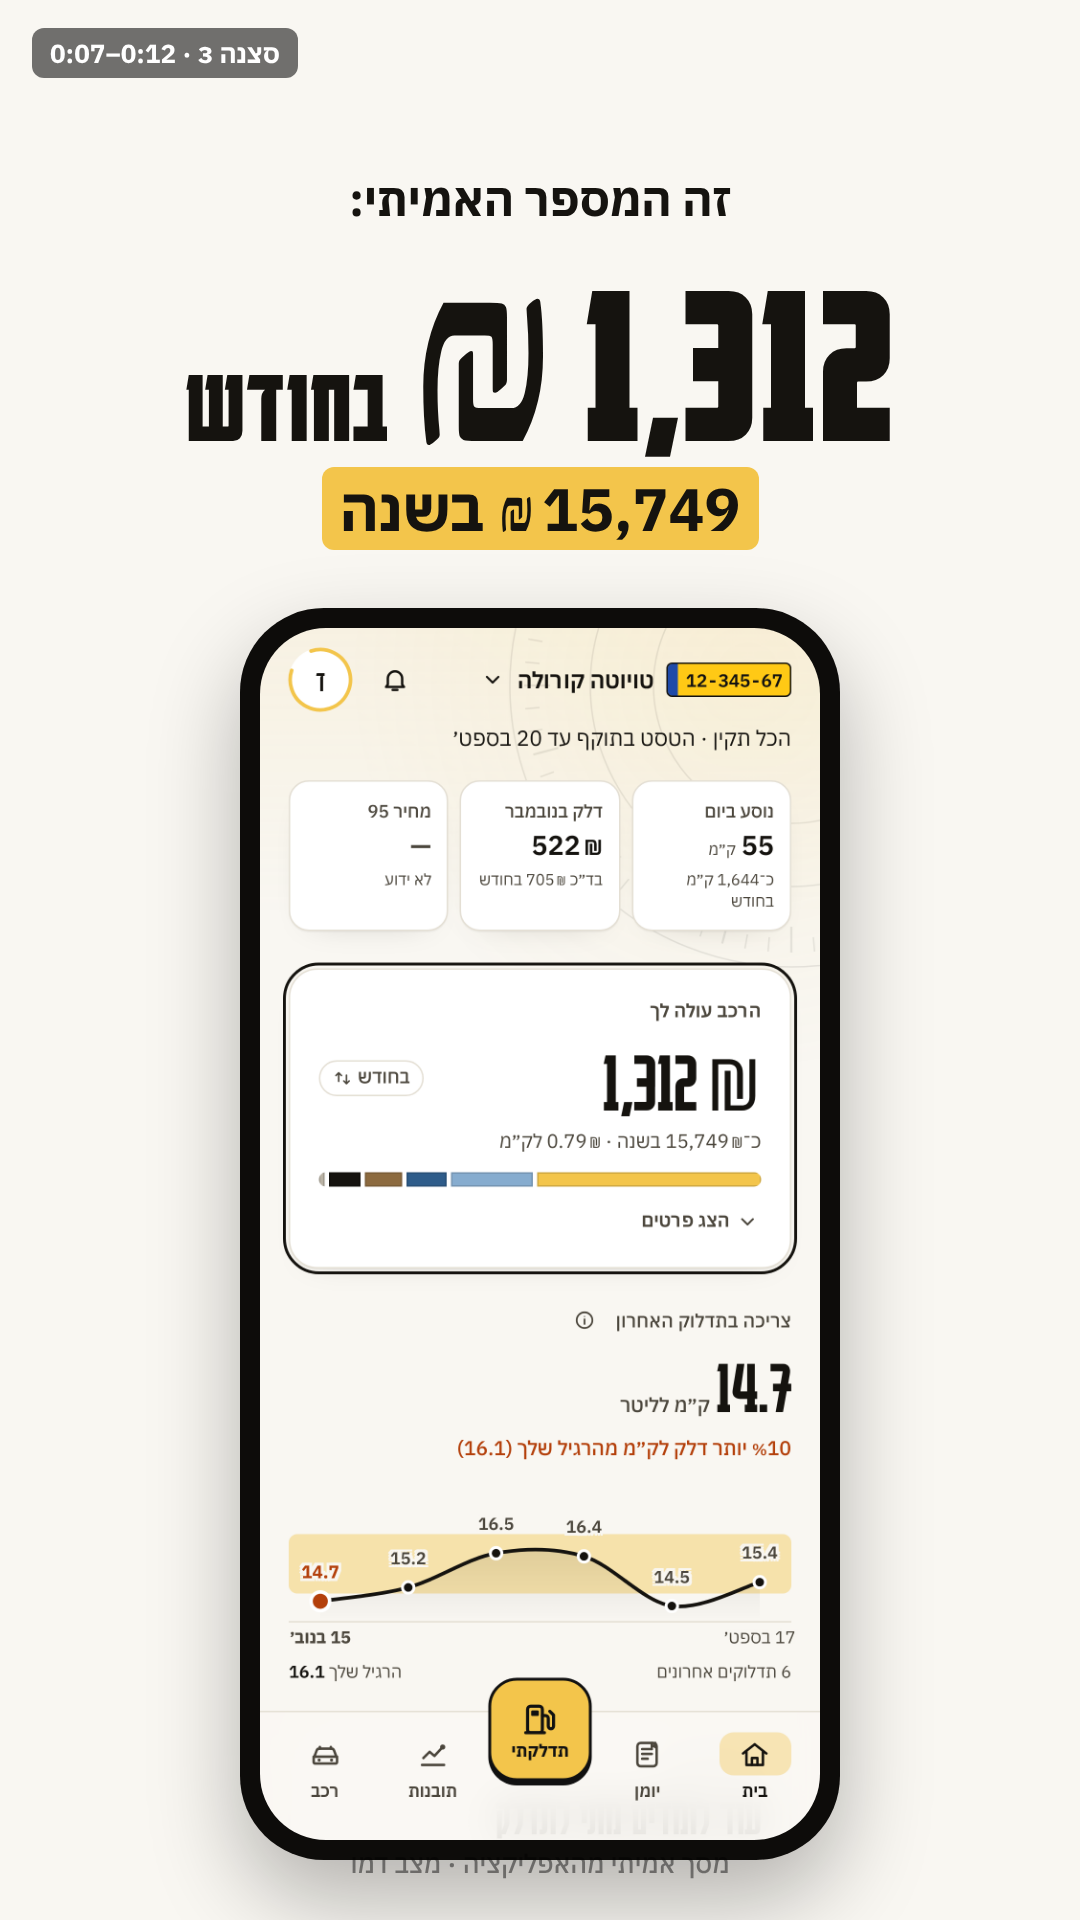 סצנה 3 · 0:07–0:12
זה המספר האמיתי:
1,312 ₪ בחודש
15,749 ₪ בשנה
12-345-67 טויוטה קורולה ז
הכל תקין · הטסט בתוקף עד 20 בספט׳
נוסע ביום
55 ק״מ
כ־1,644 ק״מ
בחודש
דלק בנובמבר
₪522
בד״כ ₪705 בחודש
מחיר 95
—
לא ידוע
הרכב עולה לך
₪ 1,312
בחודש
כ־₪15,749 בשנה · ₪0.79 לק״מ
הצג פרטים
צריכה בתדלוק האחרון
14.7 ק״מ לליטר
10% יותר דלק לק״מ מהרגיל שלך (16.1)
15.4 14.5 16.4 16.5 15.2 14.7
17 בספט׳ 15 בנוב׳
6 תדלוקים אחרונים הרגיל שלך 16.1
בית יומן תדלקתי תובנות רכב
מסך אמיתי מהאפליקציה · מצב דמו